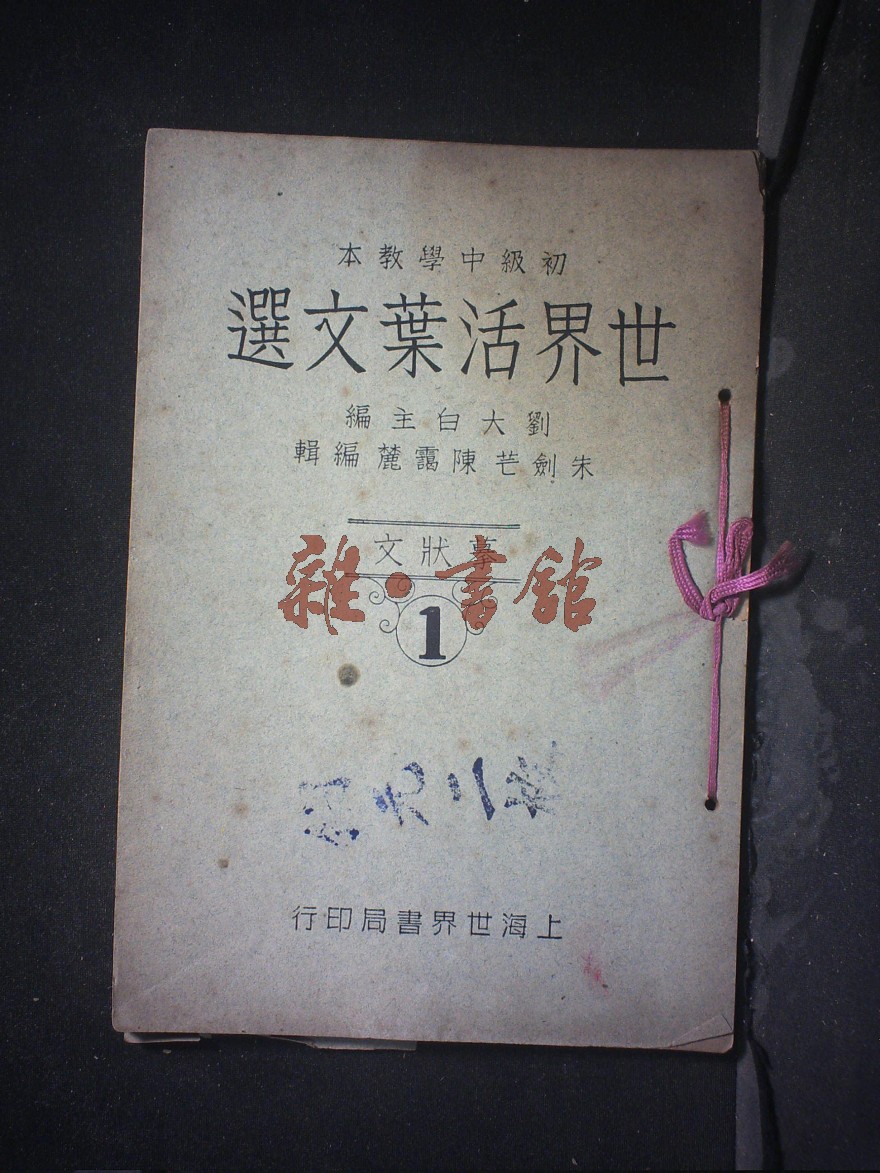 初級中學教本
世界活葉文選
劉大白主編
朱劍芒陳靄麓編輯
摹狀文
雜·書館
1
上海世界書局印行